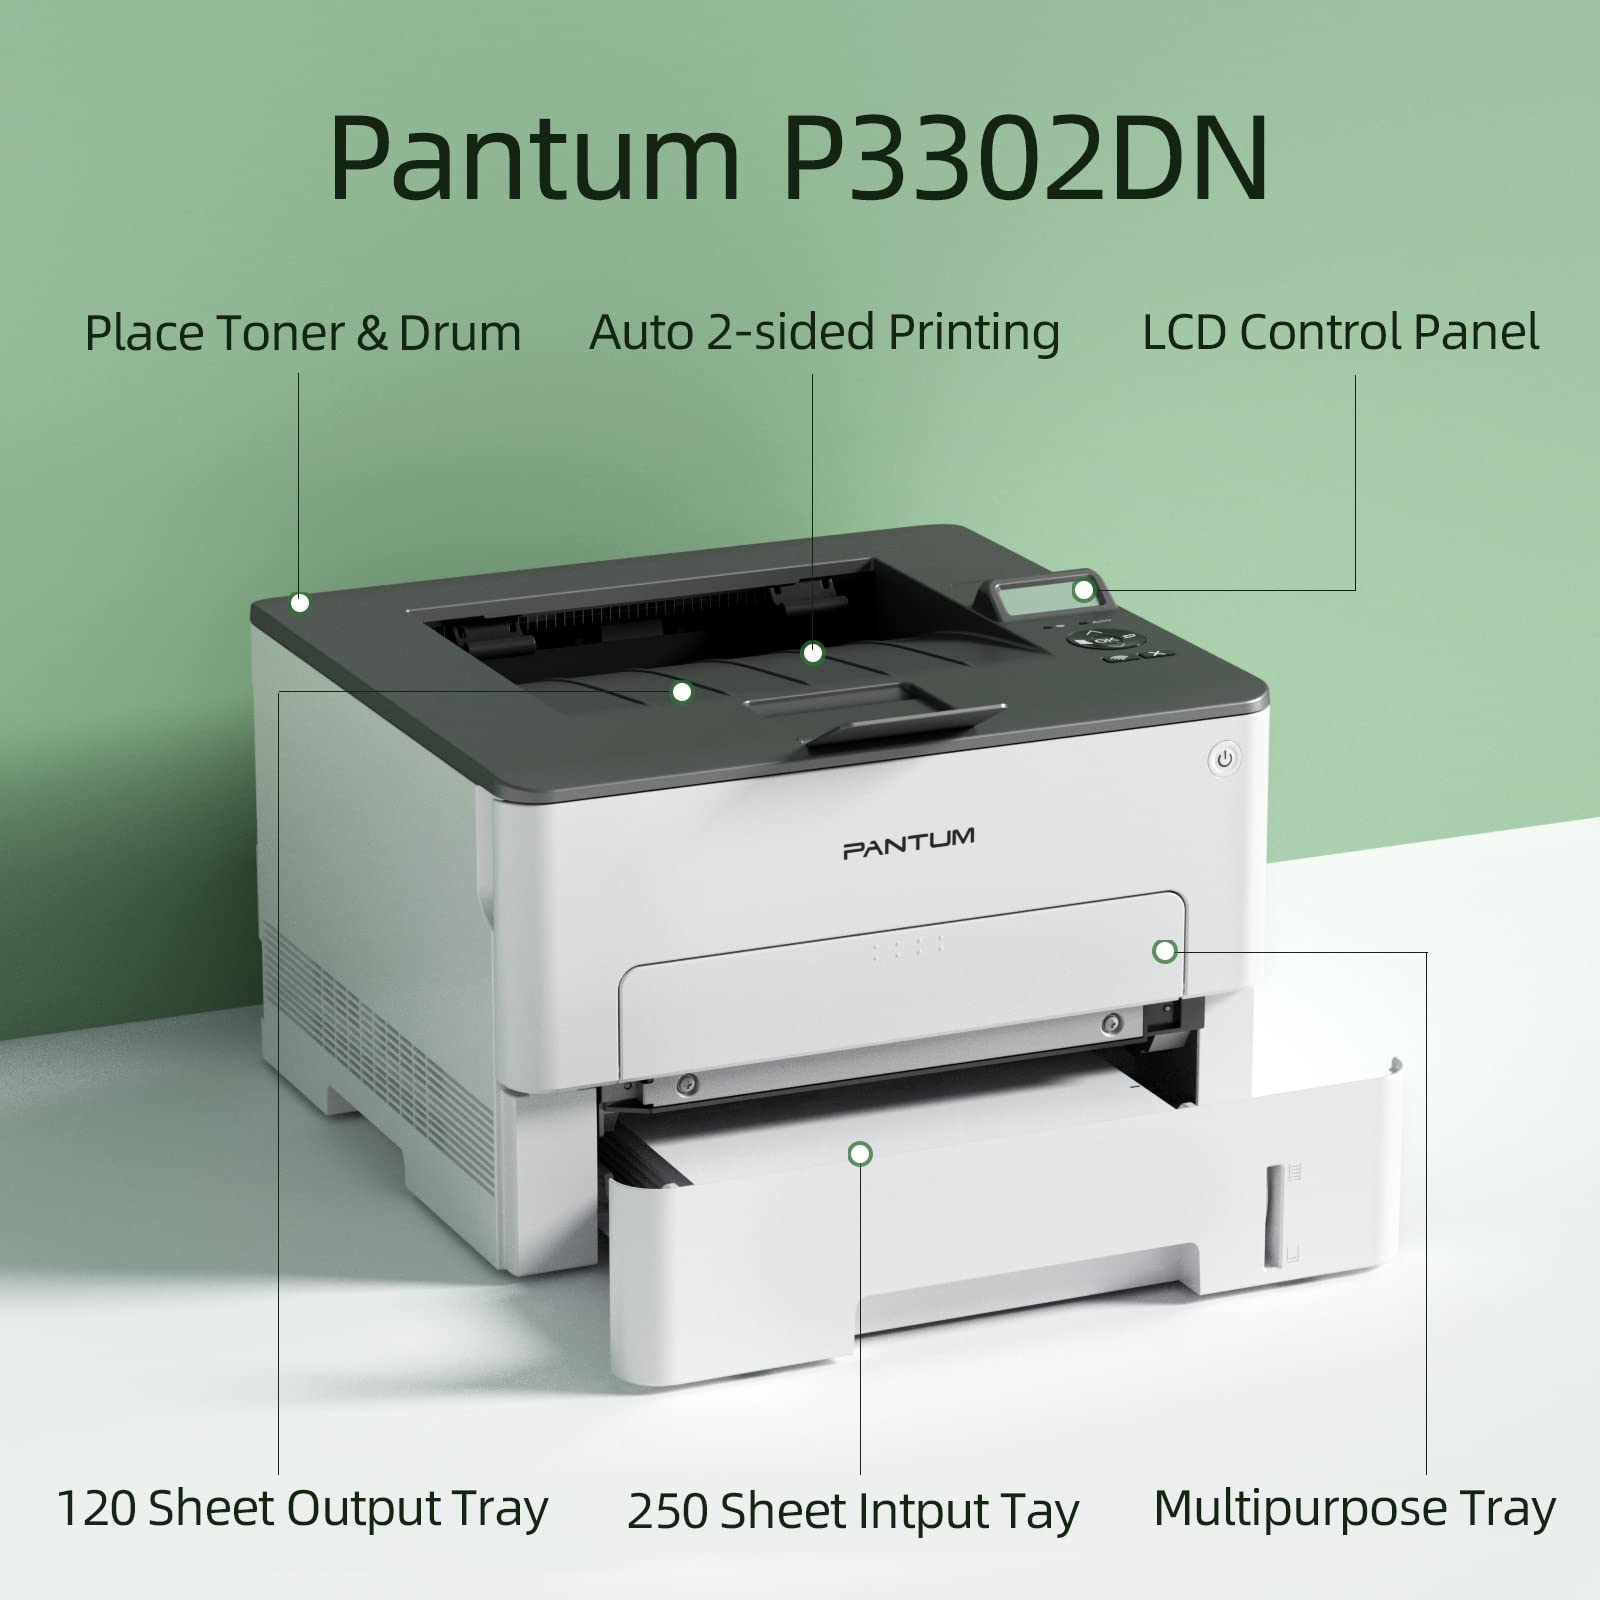 Pantum P3302DN
Place Toner & Drum
Auto 2-sided Printing
LCD Control Panel
OK
PANTUM
120 Sheet Output Tray
250 Sheet Intput Tay
Multipurpose Tray